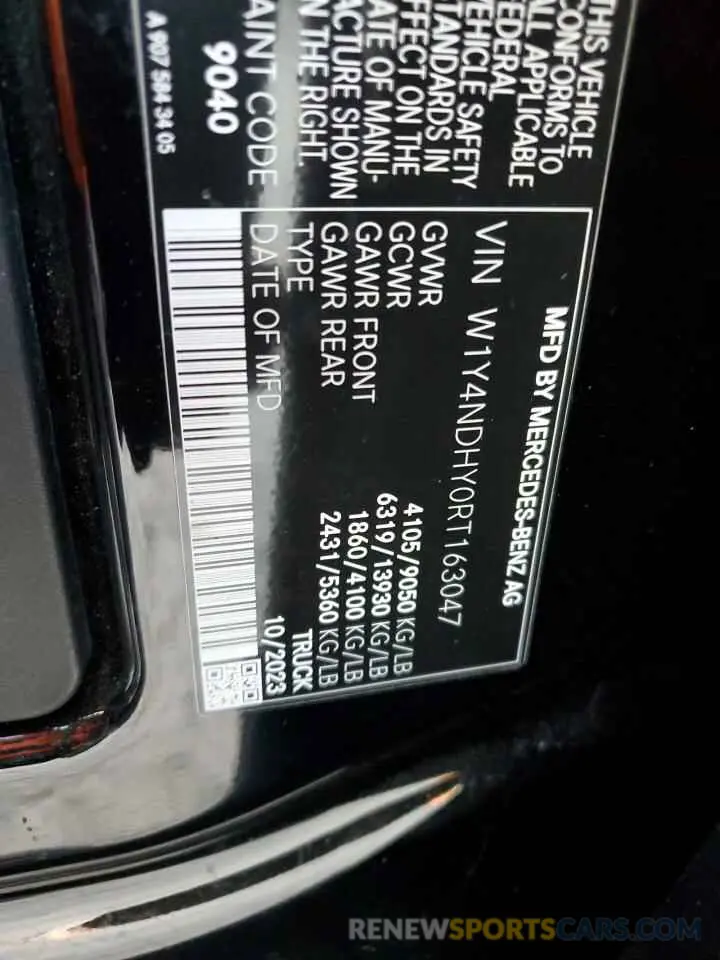 MFD BY MERCEDES-BENZ AG
VIN W1Y4NDHY0RT163047
GVWR 4105/9050 KG/LB
GCWR 6319/13930 KG/LB
GAWR FRONT 1860/4100 KG/LB
GAWR REAR 2431/5360 KG/LB
TYPE TRUCK
DATE OF MFD 10/2023
THIS VEHICLE
CONFORMS TO
ALL APPLICABLE
FEDERAL
VEHICLE SAFETY
STANDARDS IN
EFFECT ON THE
DATE OF MANU-
FACTURE SHOWN
ON THE RIGHT.
PAINT CODE
9040
A 907 584 34 05
RENEWSPORTSCARS.COM